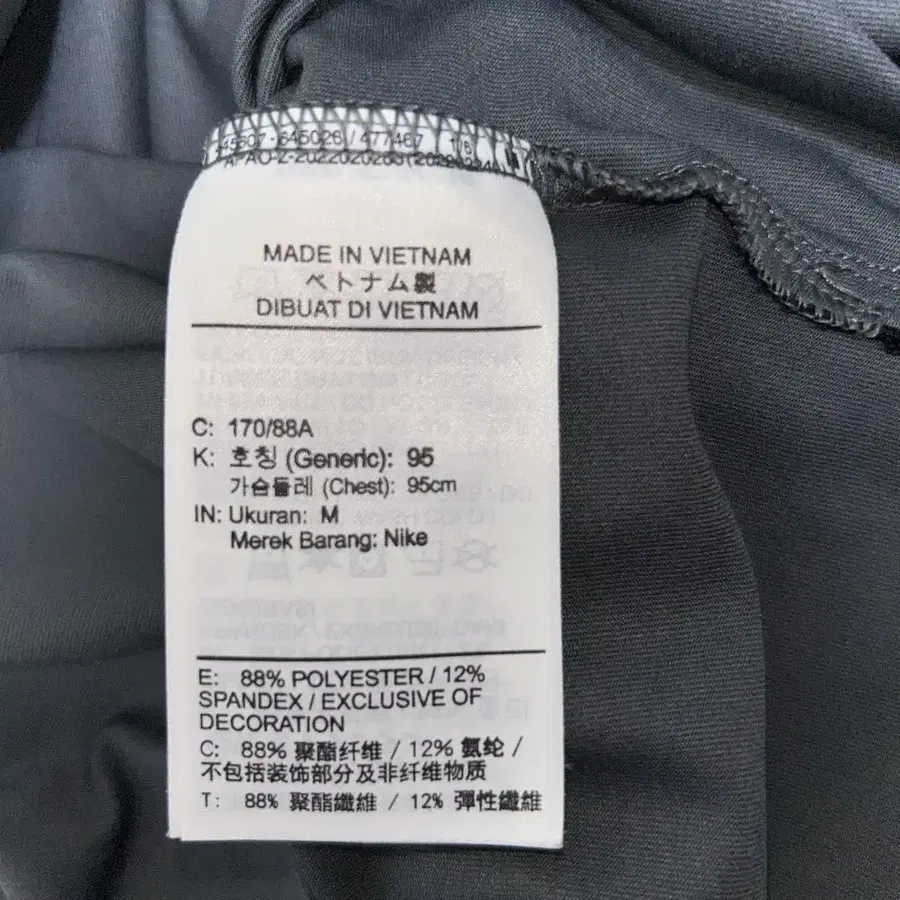 MADE IN VIETNAM
ベトナム製
DIBUAT DI VIETNAM
C: 170/88A
K: 호칭 (Generic): 95
가슴둘레 (Chest): 95cm
IN: Ukuran: M
Merek Barang: Nike
E: 88% POLYESTER / 12%
SPANDEX / EXCLUSIVE OF
DECORATION
C: 88% 聚酯纤维 / 12% 氨纶 /
不包括装饰部分及非纤维物质
T: 88% 聚酯纖維 / 12% 彈性纖維